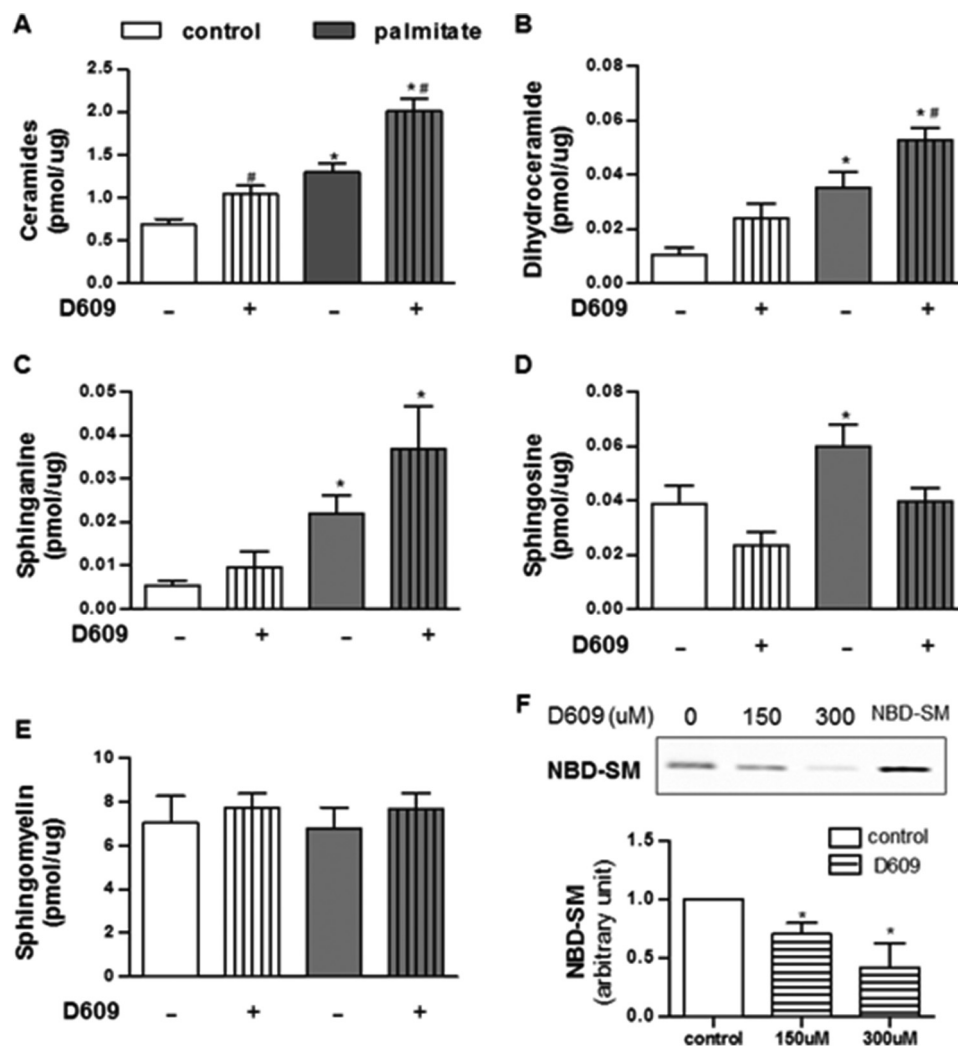 A control palmitate
2.5
2.0
1.5
1.0
0.5
0.0
Ceramides
(pmol/ug)
# * * #
D609 – + – +
B
0.08
0.06
0.04
0.02
0.00
Dihydroceramide
(pmol/ug)
* * #
D609 – + – +
C
0.05
0.04
0.03
0.02
0.01
0.00
Sphinganine
(pmol/ug)
* *
D609 – + – +
D
0.08
0.06
0.04
0.02
0.00
Sphingosine
(pmol/ug)
*
D609 – + – +
E
10
8
6
4
2
0
Sphingomyelin
(pmol/ug)
D609 – + – +
F
D609 (uM) 0 150 300 NBD-SM
NBD-SM
1.5
1.0
0.5
0.0
NBD-SM
(arbitrary unit)
control
D609
* *
control 150uM 300uM